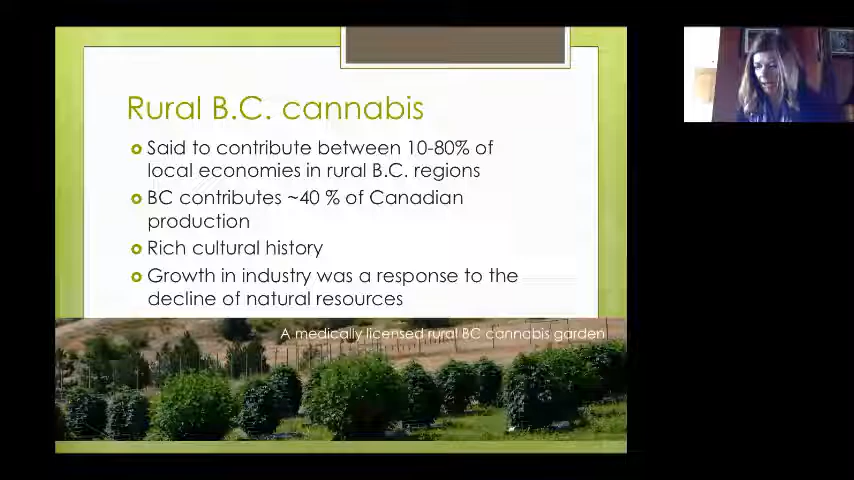 Rural B.C. cannabis
Said to contribute between 10-80% of
local economies in rural B.C. regions
BC contributes ~40 % of Canadian
production
Rich cultural history
Growth in industry was a response to the
decline of natural resources
A medically licensed rural BC cannabis garden